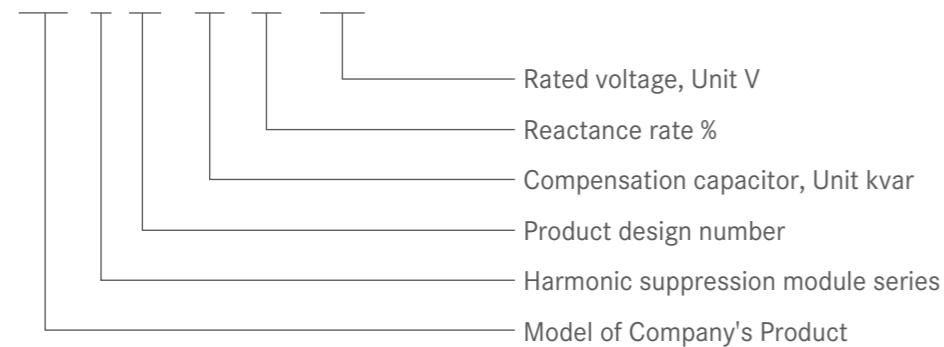 Rated voltage, Unit V
Reactance rate %
Compensation capacitor, Unit kvar
Product design number
Harmonic suppression module series
Model of Company's Product